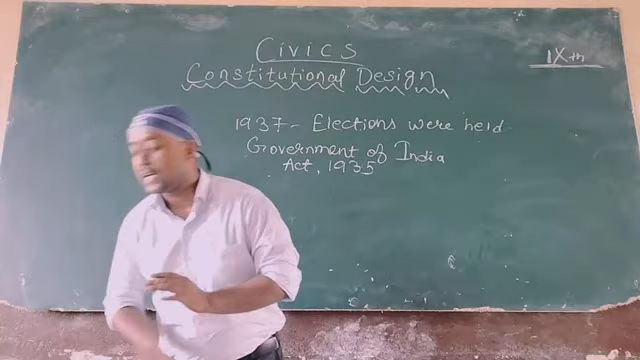 Civics
IXth
Constitutional Design
1937- Elections were held
Government of India
Act, 1935